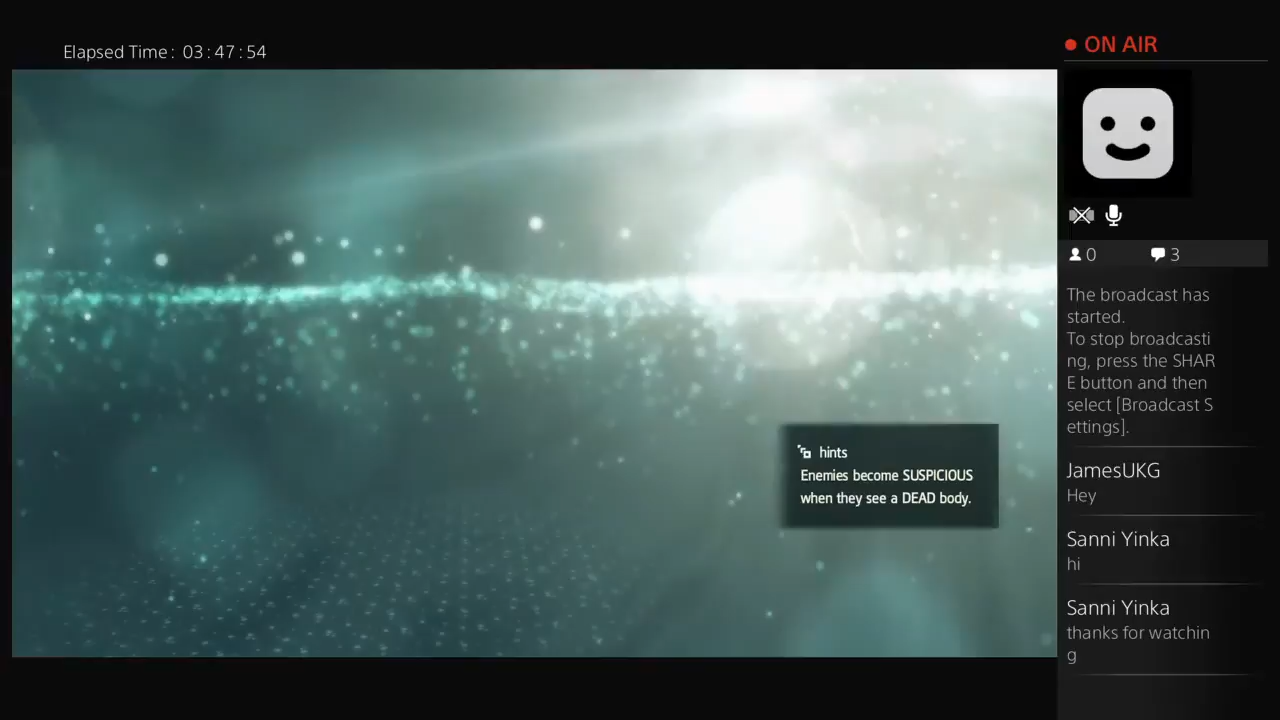 Elapsed Time: 03:47:54
ON AIR
0 3
The broadcast has
started.
To stop broadcasti
ng, press the SHAR
E button and then
select [Broadcast S
ettings].
JamesUKG
Hey
Sanni Yinka
hi
Sanni Yinka
thanks for watchin
g
hints
Enemies become SUSPICIOUS
when they see a DEAD body.